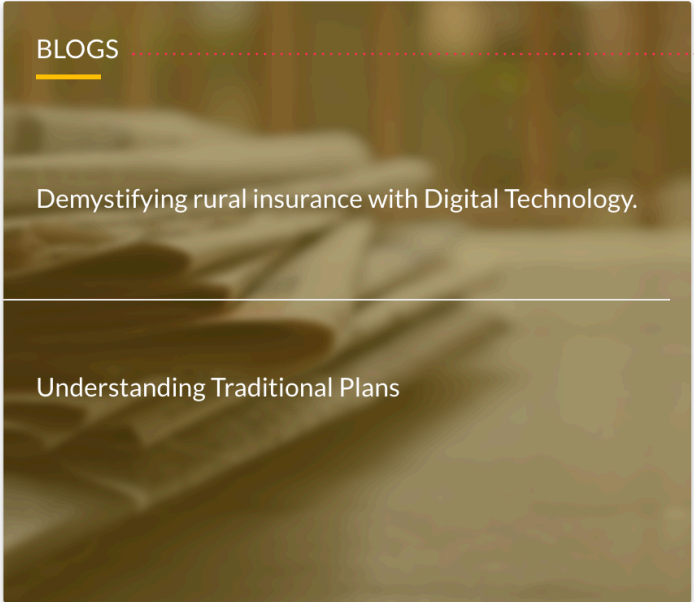 BLOGS
Demystifying rural insurance with Digital Technology.
Understanding Traditional Plans